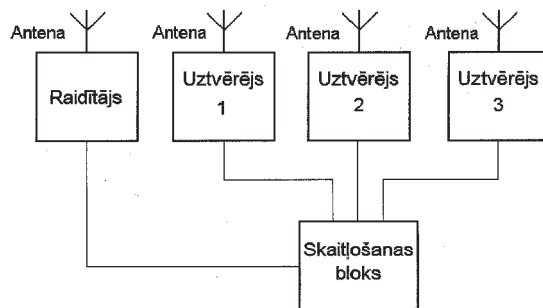 Antena
Antena
Antena
Antena
Raidītājs
Uztvērējs
1
Uztvērējs
2
Uztvērējs
3
Skaitļošanas
bloks